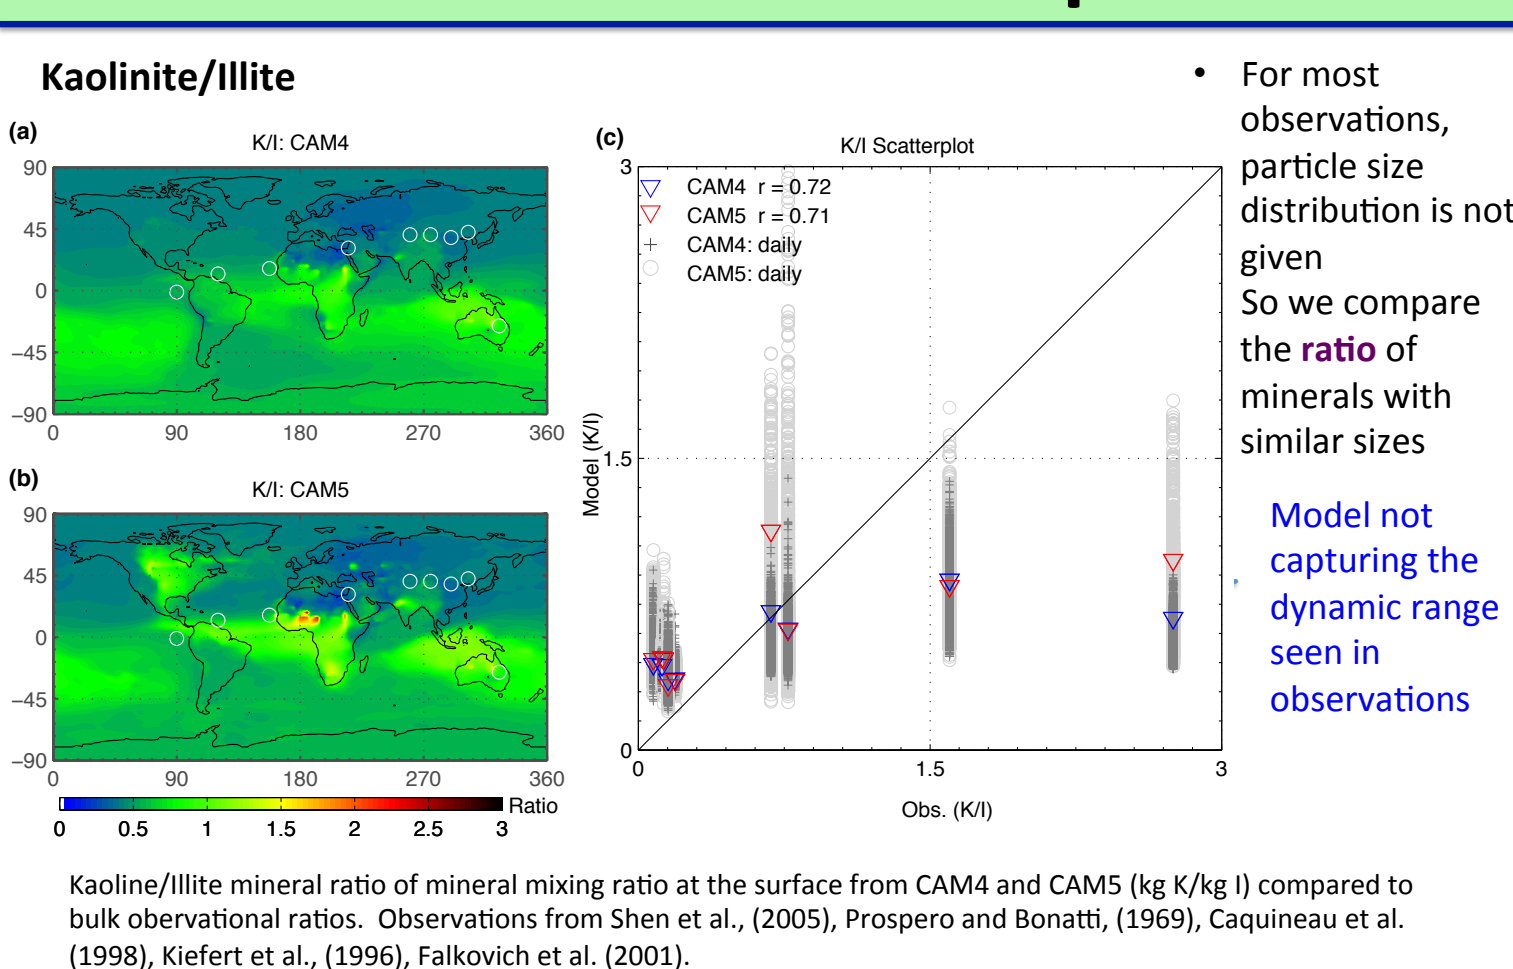 Kaolinite/Illite
(a)
K/I: CAM4
90
45
0
−45
−90
0 90 180 270 360
(b)
K/I: CAM5
90
45
0
−45
−90
0 90 180 270 360
Ratio
0 0.5 1 1.5 2 2.5 3
(c)
K/I Scatterplot
CAM4 r = 0.72
CAM5 r = 0.71
CAM4: daily
CAM5: daily
3
1.5
0
Model (K/I)
0 1.5 3
Obs. (K/I)
• For most
observations,
particle size
distribution is not
given
So we compare
the ratio of
minerals with
similar sizes
Model not
capturing the
dynamic range
seen in
observations
Kaoline/Illite mineral ratio of mineral mixing ratio at the surface from CAM4 and CAM5 (kg K/kg I) compared to
bulk obervational ratios. Observations from Shen et al., (2005), Prospero and Bonatti, (1969), Caquineau et al.
(1998), Kiefert et al., (1996), Falkovich et al. (2001).